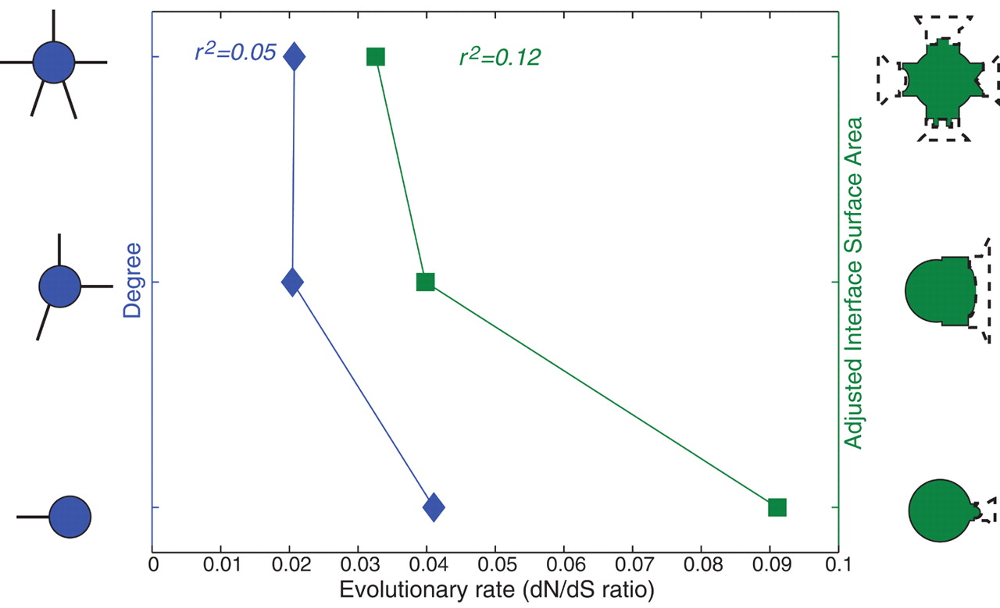 r²=0.05
r²=0.12
Degree
Adjusted Interface Surface Area
0 0.01 0.02 0.03 0.04 0.05 0.06 0.07 0.08 0.09 0.1
Evolutionary rate (dN/dS ratio)